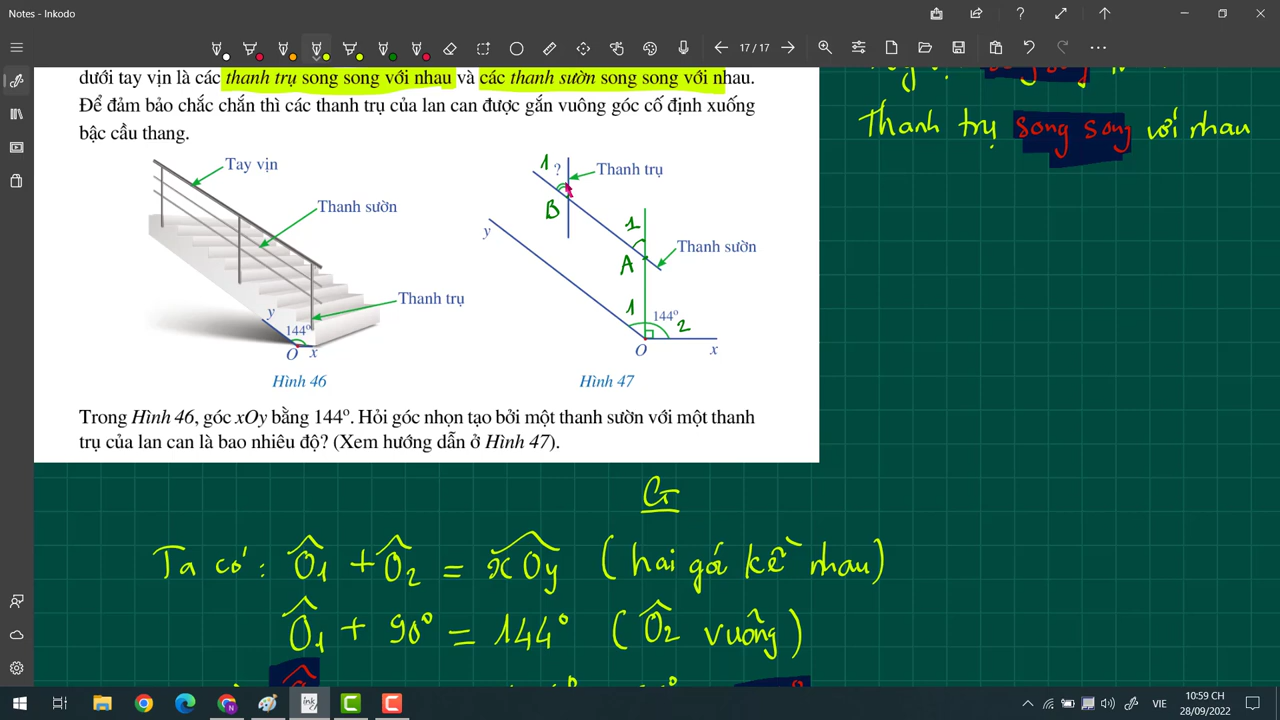 Notes - Inkodo
17 / 17
dưới tay vịn là các thanh trụ song song với nhau và các thanh sườn song song với nhau.
Để đảm bảo chắc chắn thì các thanh trụ của lan can được gắn vuông góc cố định xuống
bậc cầu thang.
Thanh trụ song song với nhau
Tay vịn
Thanh sườn
Thanh trụ
y
144°
O
x
Hình 46
1
?
Thanh trụ
B
1
y
Thanh sườn
A
1
144°
2
O
x
Hình 47
Trong Hình 46, góc xOy bằng 144°. Hỏi góc nhọn tạo bởi một thanh sườn với một thanh
trụ của lan can là bao nhiêu độ? (Xem hướng dẫn ở Hình 47).
Ta có: Ô1 + Ô2 = xOy (hai gó kề nhau)
Ô1 + 90° = 144° (Ô2 vuông)
VIE
10:59 CH
28/09/2022